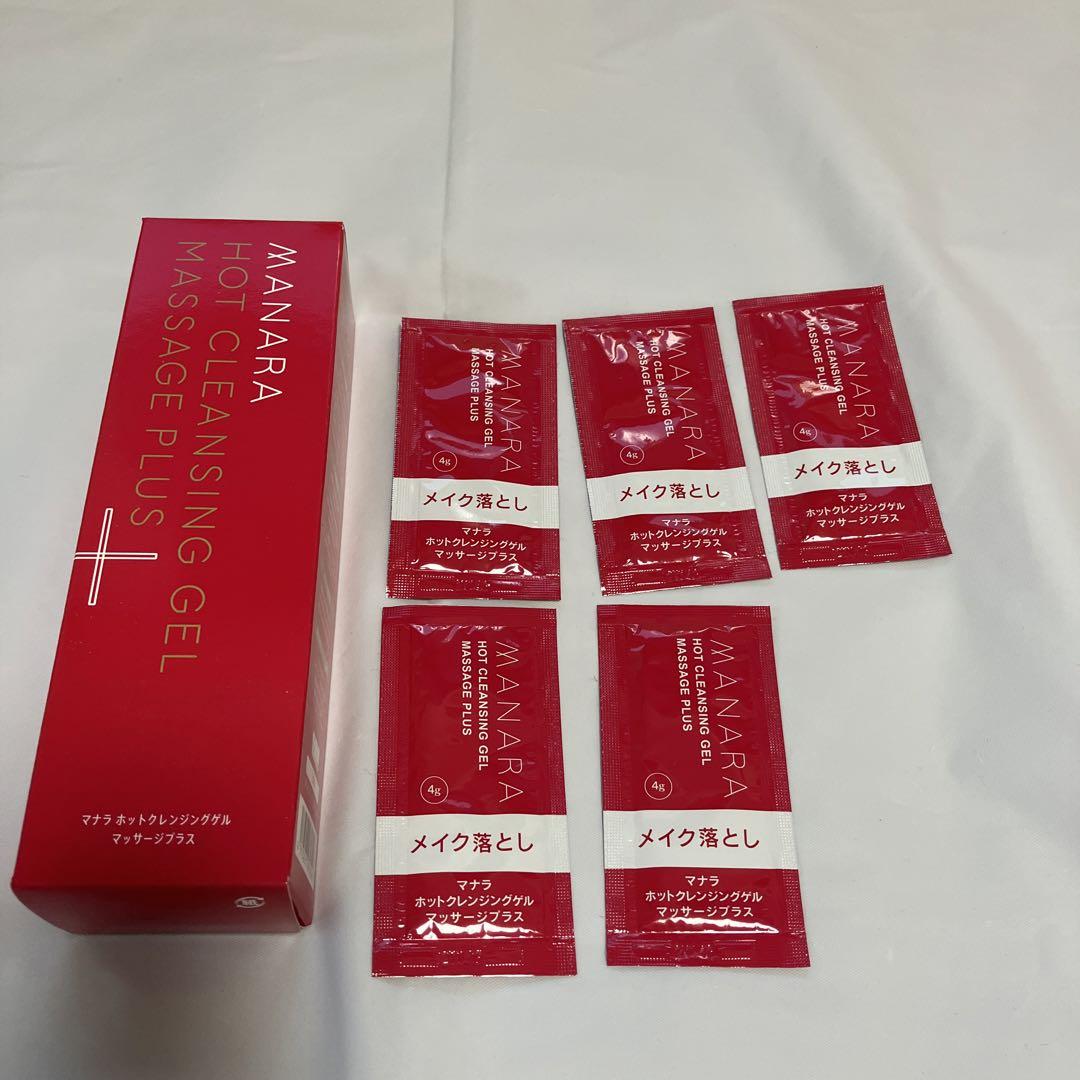 MANARA
HOT CLEANSING GEL
MASSAGE PLUS
マナラ ホットクレンジングゲル
マッサージプラス
MANARA
HOT CLEANSING GEL
MASSAGE PLUS
4g
メイク落とし
マナラ
ホットクレンジングゲル
マッサージプラス
MANARA
HOT CLEANSING GEL
MASSAGE PLUS
4g
メイク落とし
マナラ
ホットクレンジングゲル
マッサージプラス
MANARA
HOT CLEANSING GEL
MASSAGE PLUS
4g
メイク落とし
マナラ
ホットクレンジングゲル
マッサージプラス
MANARA
HOT CLEANSING GEL
MASSAGE PLUS
4g
メイク落とし
マナラ
ホットクレンジングゲル
マッサージプラス
MANARA
HOT CLEANSING GEL
MASSAGE PLUS
4g
メイク落とし
マナラ
ホットクレンジングゲル
マッサージプラス